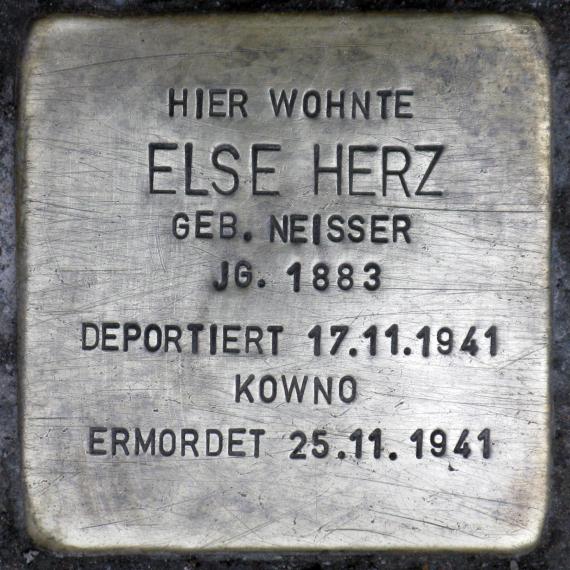 HIER WOHNTE
ELSE HERZ
GEB. NEISSER
JG. 1883
DEPORTIERT 17.11.1941
KOWNO
ERMORDET 25.11.1941